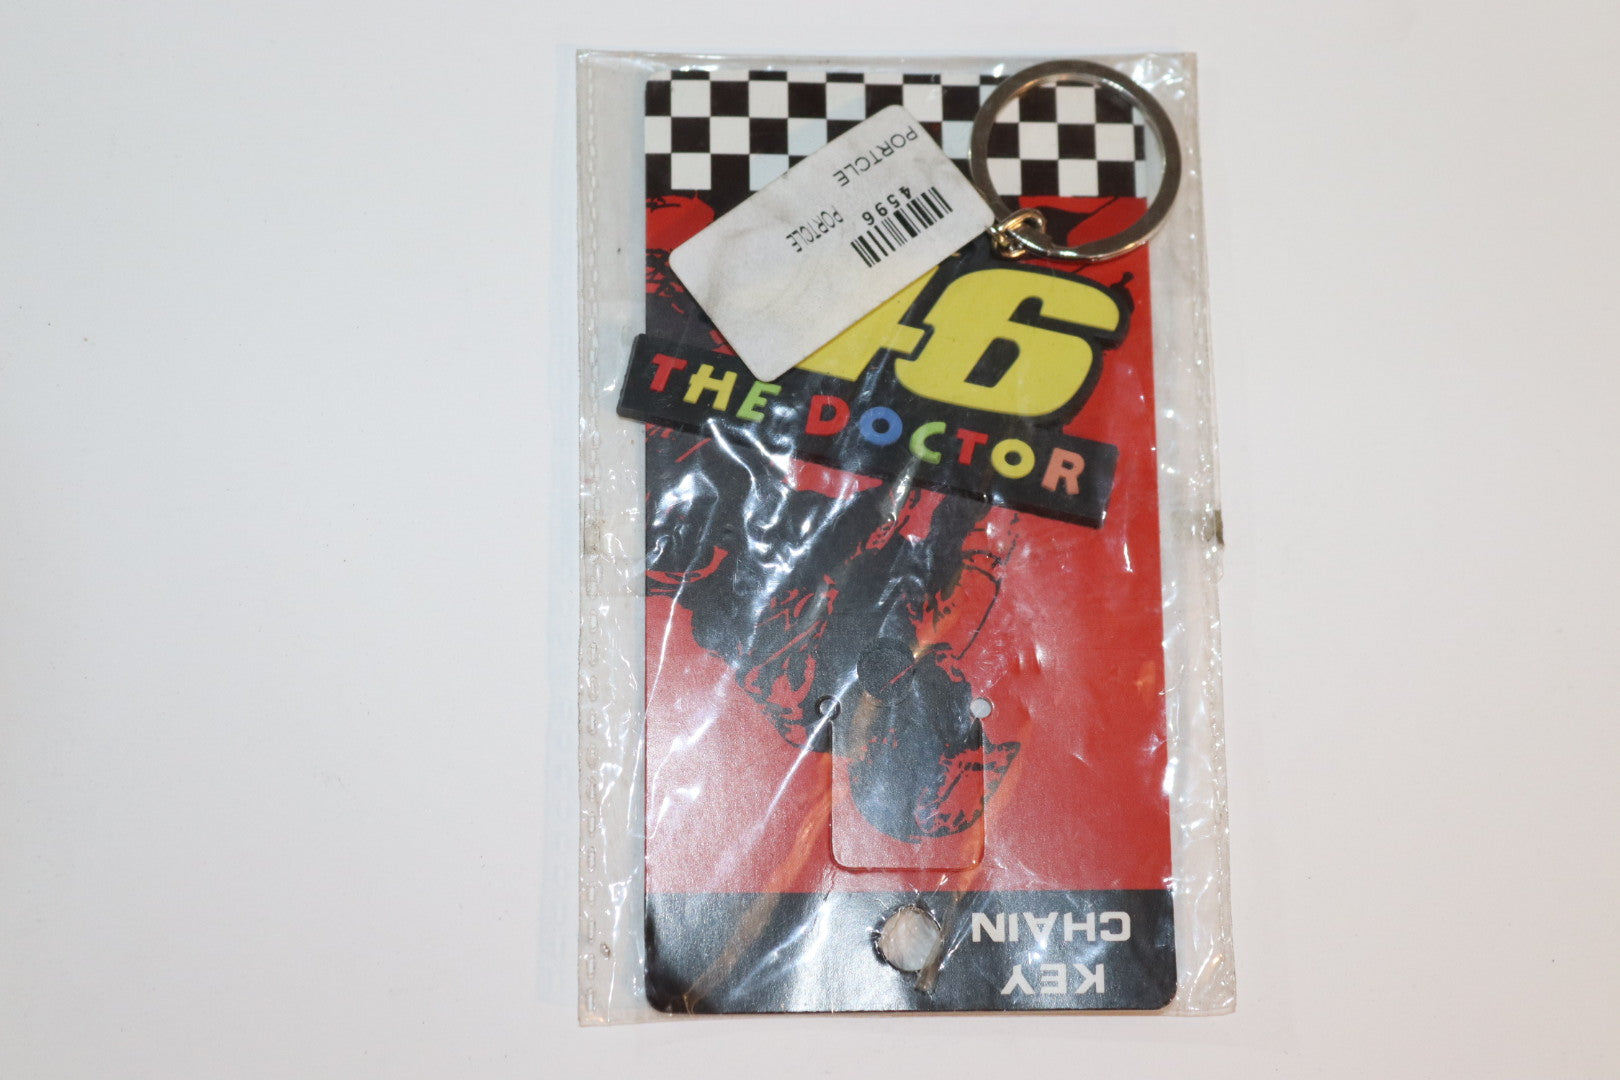 PORTCLE
4596
PORTCLE
46
THE DOCTOR
KEY
CHAIN